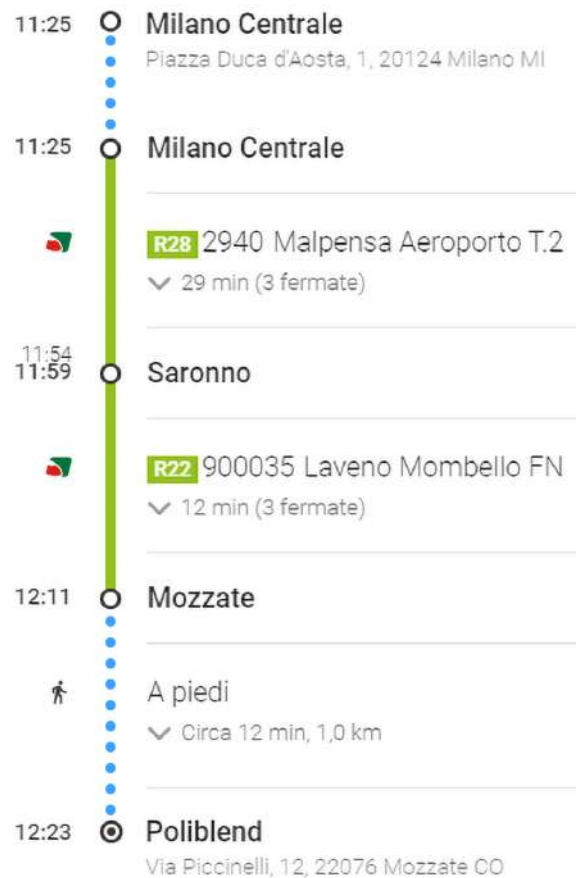 11:25 Milano Centrale
Piazza Duca d'Aosta, 1, 20124 Milano MI
11:25 Milano Centrale
R28 2940 Malpensa Aeroporto T.2
29 min (3 fermate)
11:54
11:59 Saronno
R22 900035 Laveno Mombello FN
12 min (3 fermate)
12:11 Mozzate
A piedi
Circa 12 min, 1,0 km
12:23 Poliblend
Via Piccinelli, 12, 22076 Mozzate CO